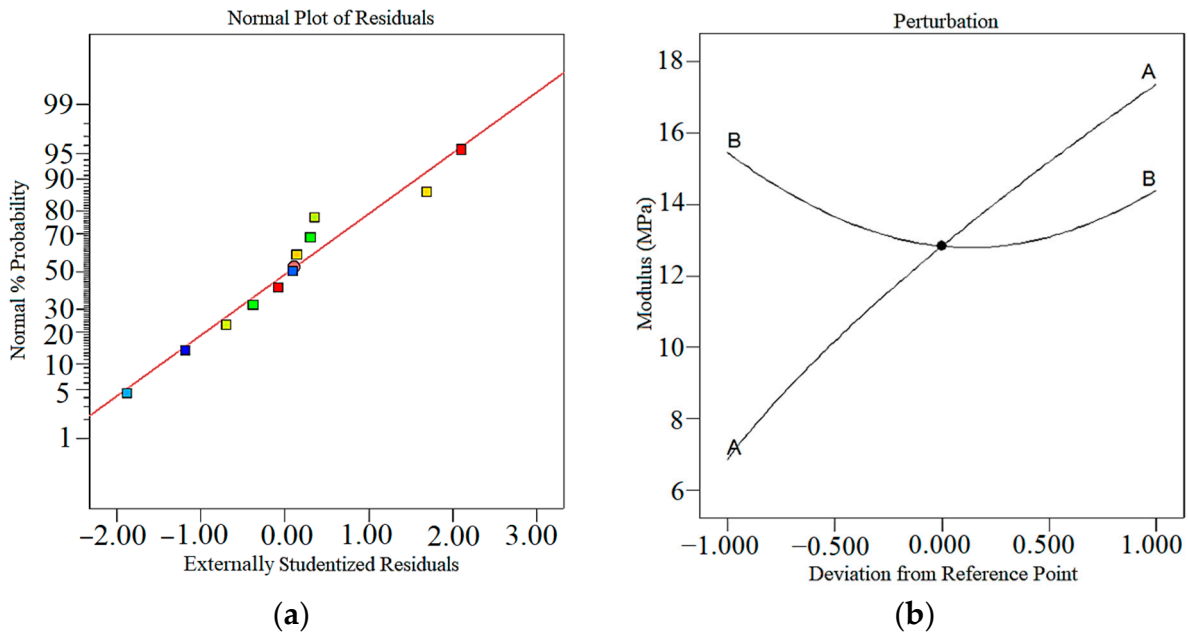 Normal Plot of Residuals
Normal % Probability
99
95
90
80
70
50
30
20
10
5
1
−2.00 −1.00 0.00 1.00 2.00 3.00
Externally Studentized Residuals
(a)
Perturbation
Modulus (MPa)
18
16
14
12
10
8
6
A
B
B
A
−1.000 −0.500 0.000 0.500 1.000
Deviation from Reference Point
(b)